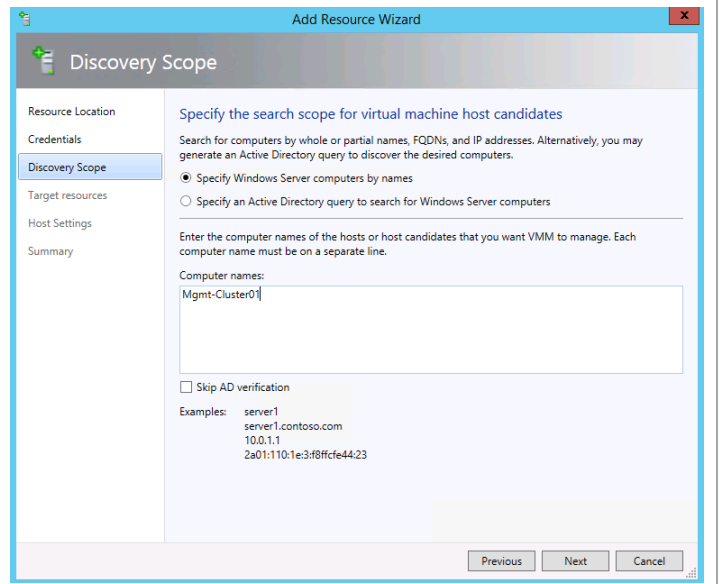 Add Resource Wizard
x
Discovery Scope
Resource Location
Credentials
Discovery Scope
Target resources
Host Settings
Summary
Specify the search scope for virtual machine host candidates
Search for computers by whole or partial names, FQDNs, and IP addresses. Alternatively, you may
generate an Active Directory query to discover the desired computers.
Specify Windows Server computers by names
Specify an Active Directory query to search for Windows Server computers
Enter the computer names of the hosts or host candidates that you want VMM to manage. Each
computer name must be on a separate line.
Computer names:
Mgmt-Cluster01
Skip AD verification
Examples: server1
server1.contoso.com
10.0.1.1
2a01:110:1e:3:f8ffcfe44:23
Previous Next Cancel